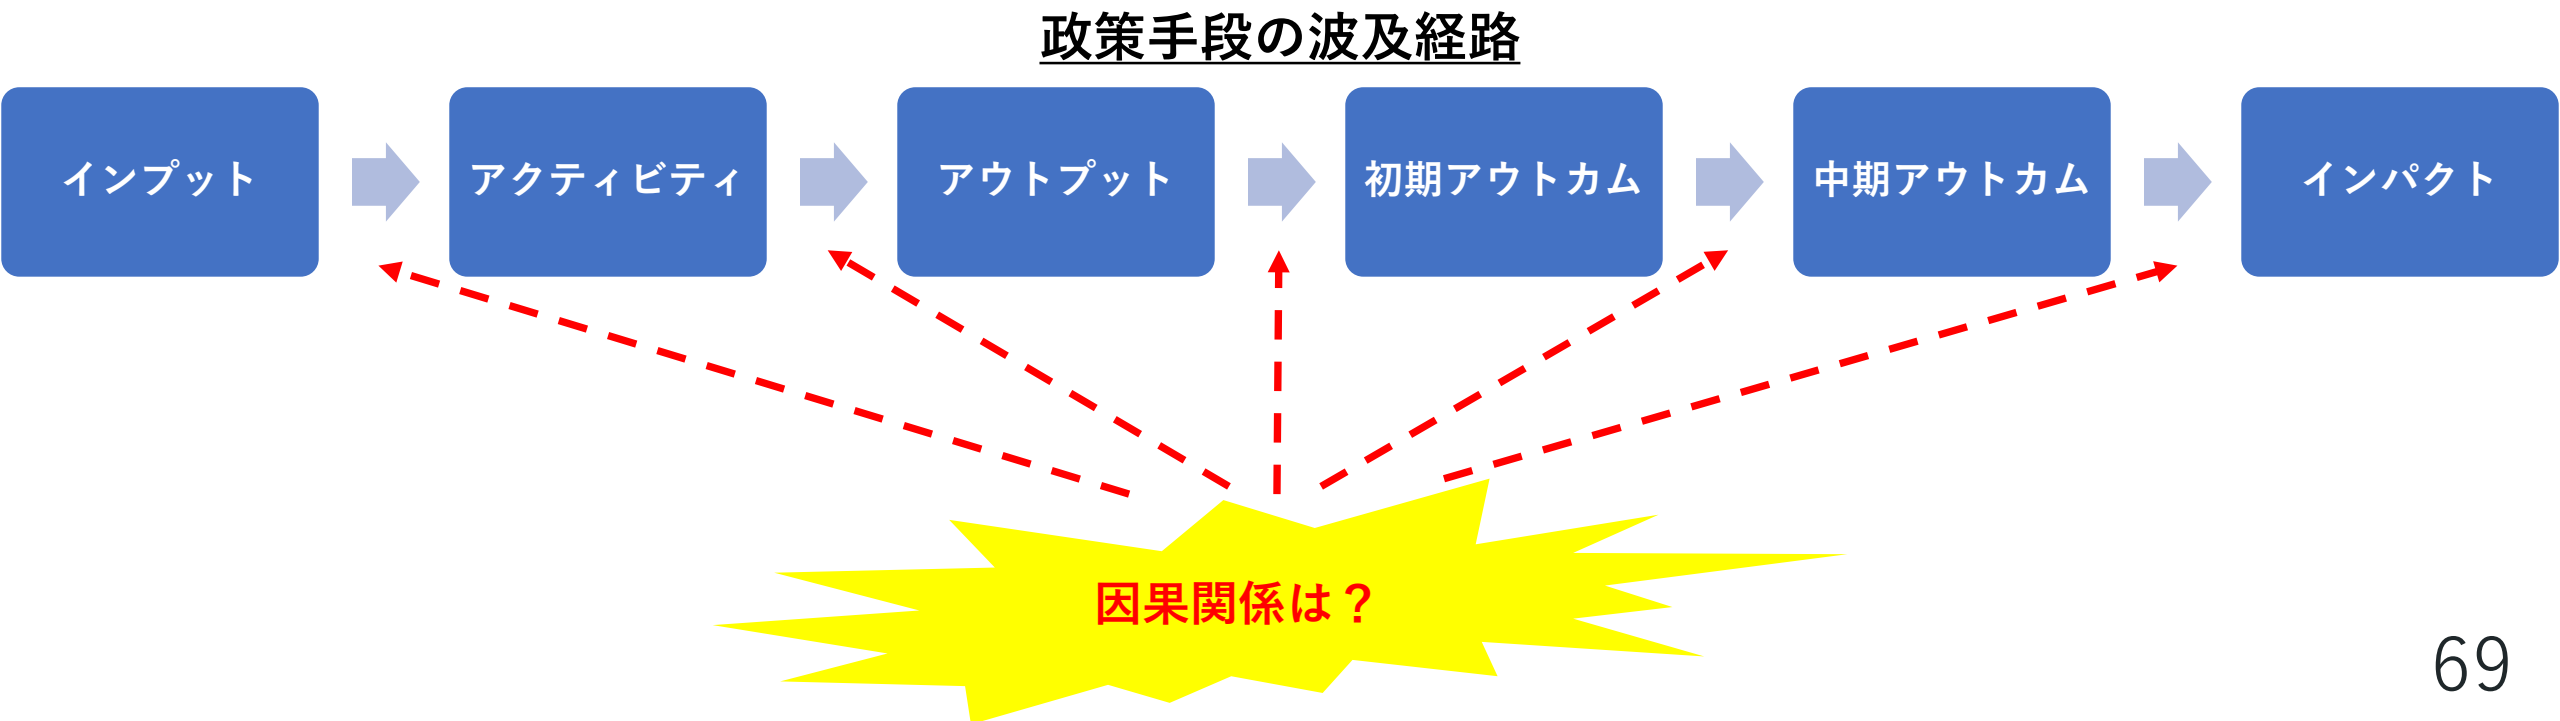 政策手段の波及経路
インプット
アクティビティ
アウトプット
初期アウトカム
中期アウトカム
インパクト
因果関係は？
69